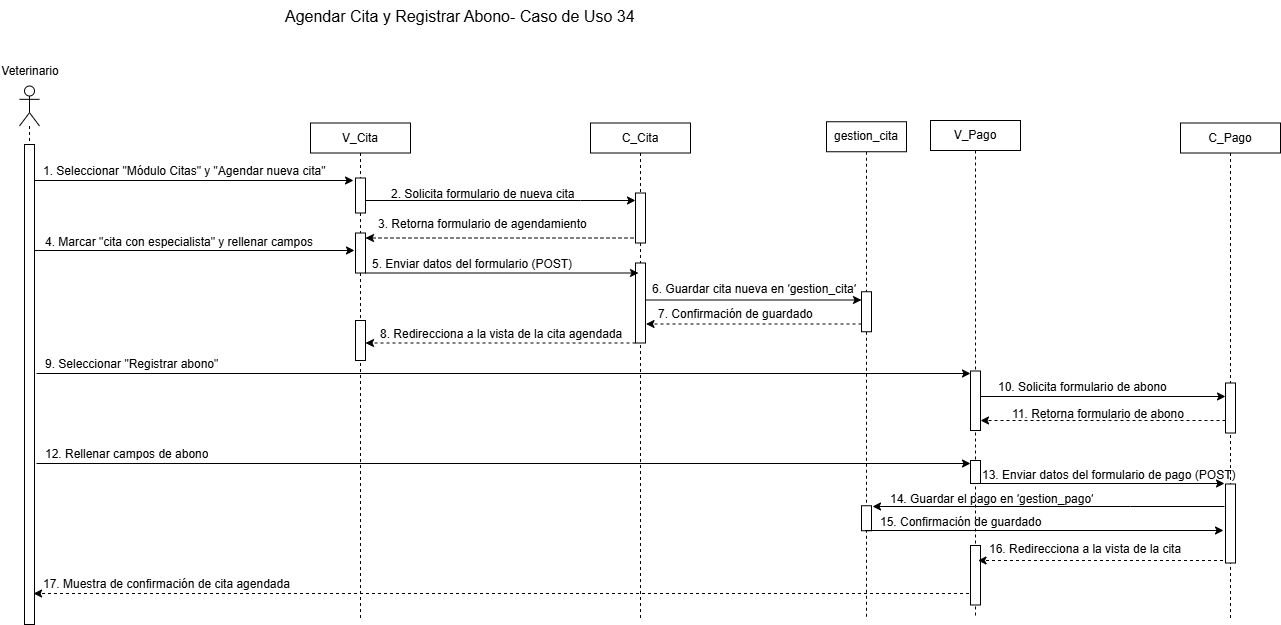 Agendar Cita y Registrar Abono- Caso de Uso 34
Veterinario
V_Cita
C_Cita
gestion_cita
V_Pago
C_Pago
1. Seleccionar "Módulo Citas" y "Agendar nueva cita"
2. Solicita formulario de nueva cita
3. Retorna formulario de agendamiento
4. Marcar "cita con especialista" y rellenar campos
5. Enviar datos del formulario (POST)
6. Guardar cita nueva en 'gestion_cita'
7. Confirmación de guardado
8. Redirecciona a la vista de la cita agendada
9. Seleccionar "Registrar abono"
10. Solicita formulario de abono
11. Retorna formulario de abono
12. Rellenar campos de abono
13. Enviar datos del formulario de pago (POST)
14. Guardar el pago en 'gestion_pago'
15. Confirmación de guardado
16. Redirecciona a la vista de la cita
17. Muestra de confirmación de cita agendada